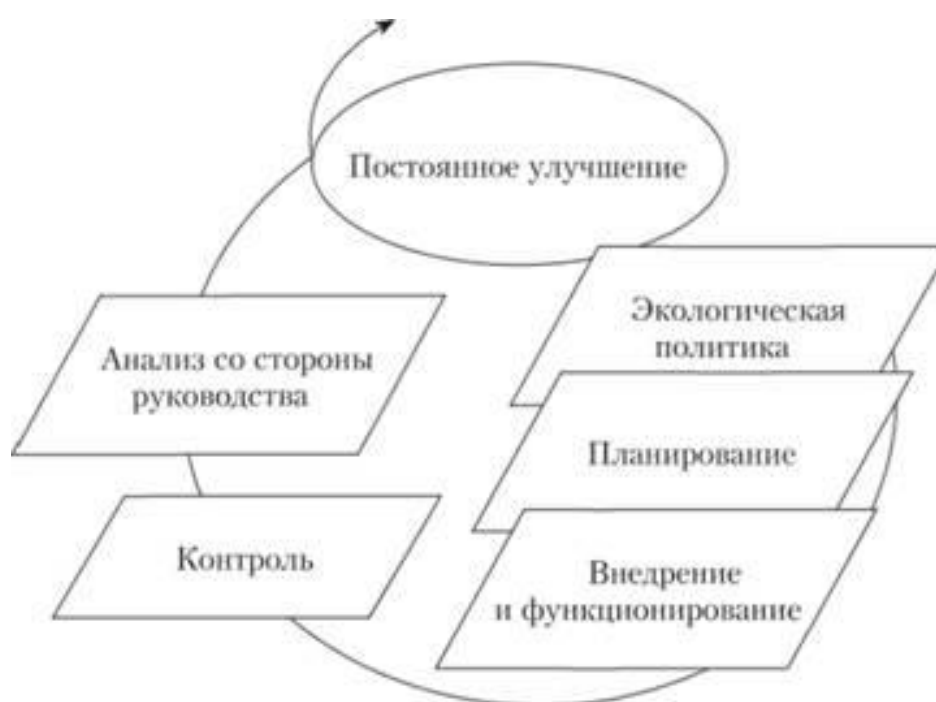 Постоянное улучшение
Экологическая
политика
Анализ со стороны
руководства
Планирование
Контроль
Внедрение
и функционирование